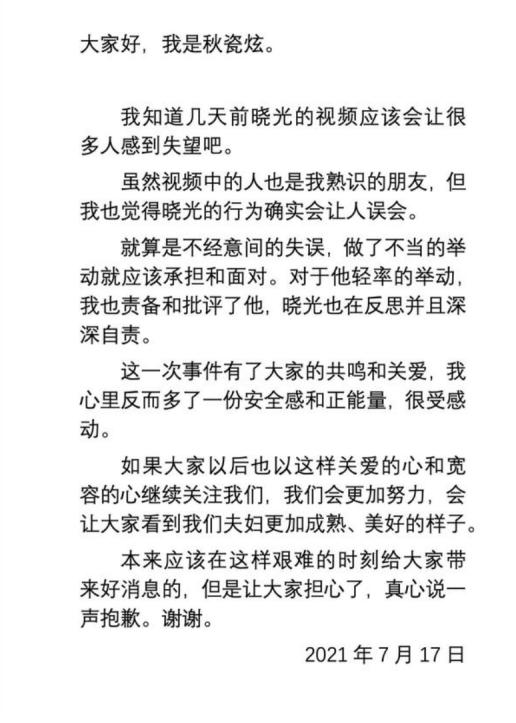 大家好，我是秋瓷炫。
我知道几天前晓光的视频应该会让很
多人感到失望吧。
虽然视频中的人也是我熟识的朋友，但
我也觉得晓光的行为确实会让人误会。
就算是不经意间的失误，做了不当的举
动就应该承担和面对。对于他轻率的举动，
我也责备和批评了他，晓光也在反思并且深
深自责。
这一次事件有了大家的共鸣和关爱，我
心里反而多了一份安全感和正能量，很受感
动。
如果大家以后也以这样关爱的心和宽
容的心继续关注我们，我们会更加努力，会
让大家看到我们夫妇更加成熟、美好的样子。
本来应该在这样艰难的时刻给大家带
来好消息的，但是让大家担心了，真心说一
声抱歉。谢谢。
2021 年 7 月 17 日